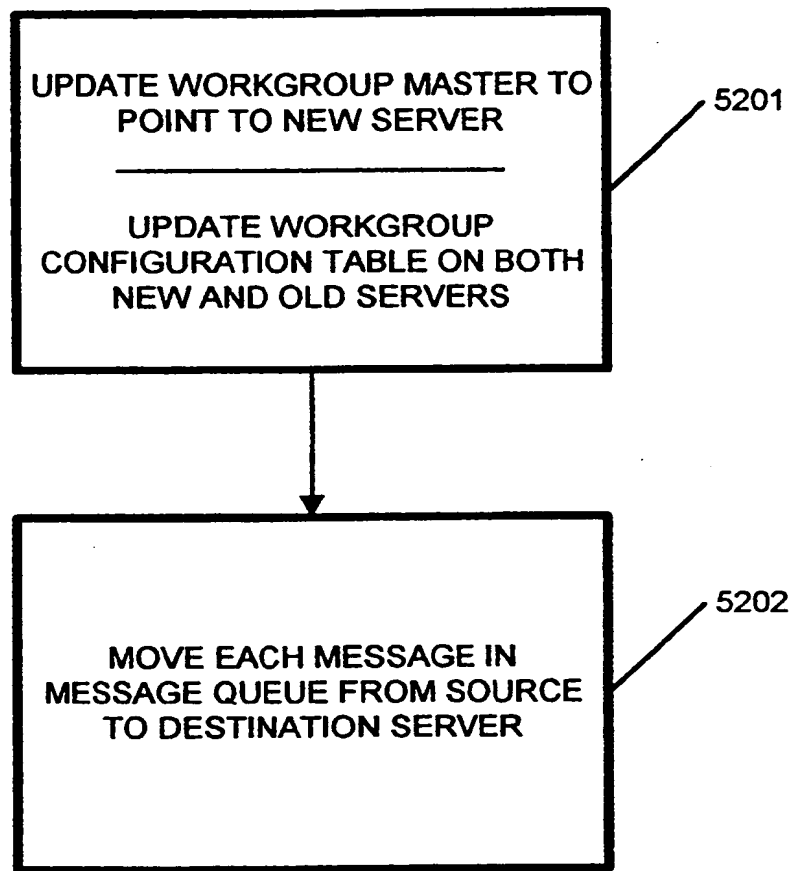 UPDATE WORKGROUP MASTER TO
POINT TO NEW SERVER
5201
UPDATE WORKGROUP
CONFIGURATION TABLE ON BOTH
NEW AND OLD SERVERS
MOVE EACH MESSAGE IN
MESSAGE QUEUE FROM SOURCE
TO DESTINATION SERVER
5202